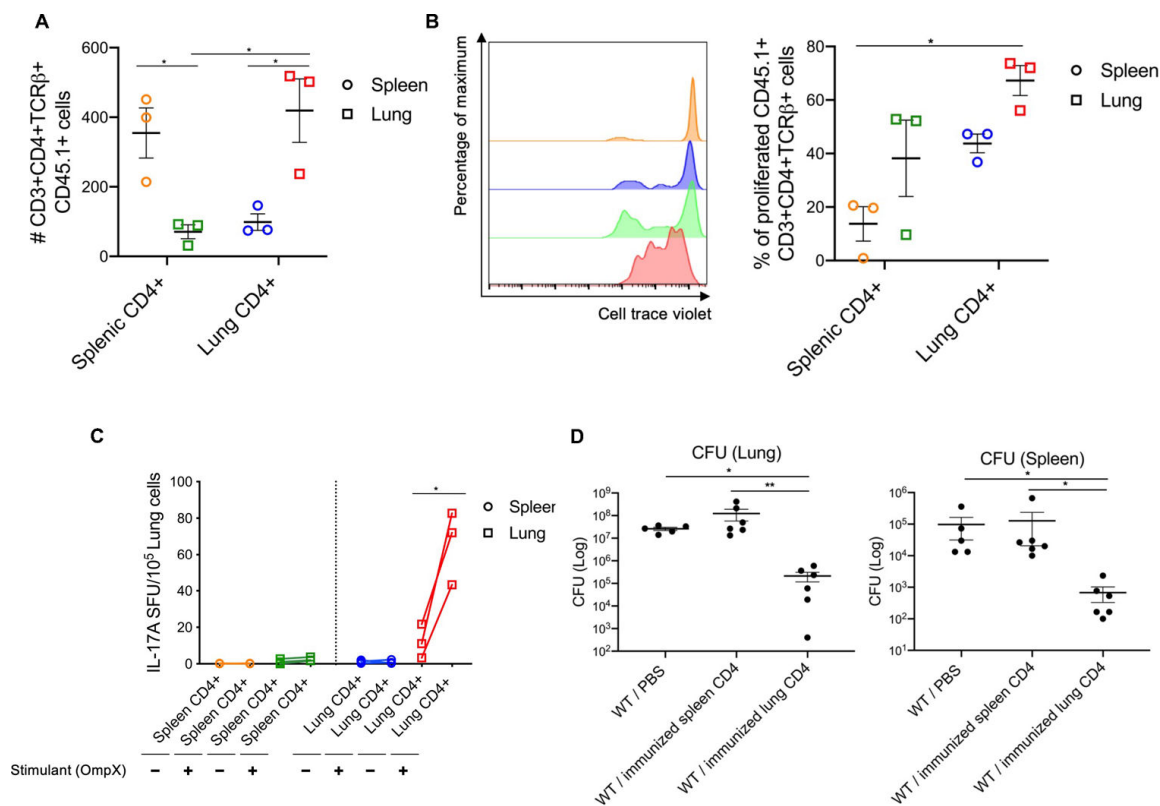 A
# CD3+CD4+TCRβ+
CD45.1+ cells
600
400
200
0
*
*
*
Spleen
Lung
Splenic CD4+
Lung CD4+
B
Percentage of maximum
Cell trace violet
% of proliferated CD45.1+
CD3+CD4+TCRβ+ cells
80
60
40
20
0
*
Spleen
Lung
Splenic CD4+
Lung CD4+
C
IL-17A SFU/10⁵ Lung cells
100
80
60
40
20
0
*
Spleer
Lung
Spleen CD4+
Spleen CD4+
Spleen CD4+
Spleen CD4+
Lung CD4+
Lung CD4+
Lung CD4+
Lung CD4+
Stimulant (OmpX) − + − + − + − +
D
CFU (Lung)
*
**
CFU (Log)
10⁹
10⁸
10⁷
10⁶
10⁵
10⁴
10³
10²
WT / PBS
WT / immunized spleen CD4
WT / immunized lung CD4
CFU (Spleen)
*
*
CFU (Log)
10⁶
10⁵
10⁴
10³
10²
10¹
WT / PBS
WT / immunized spleen CD4
WT / immunized lung CD4